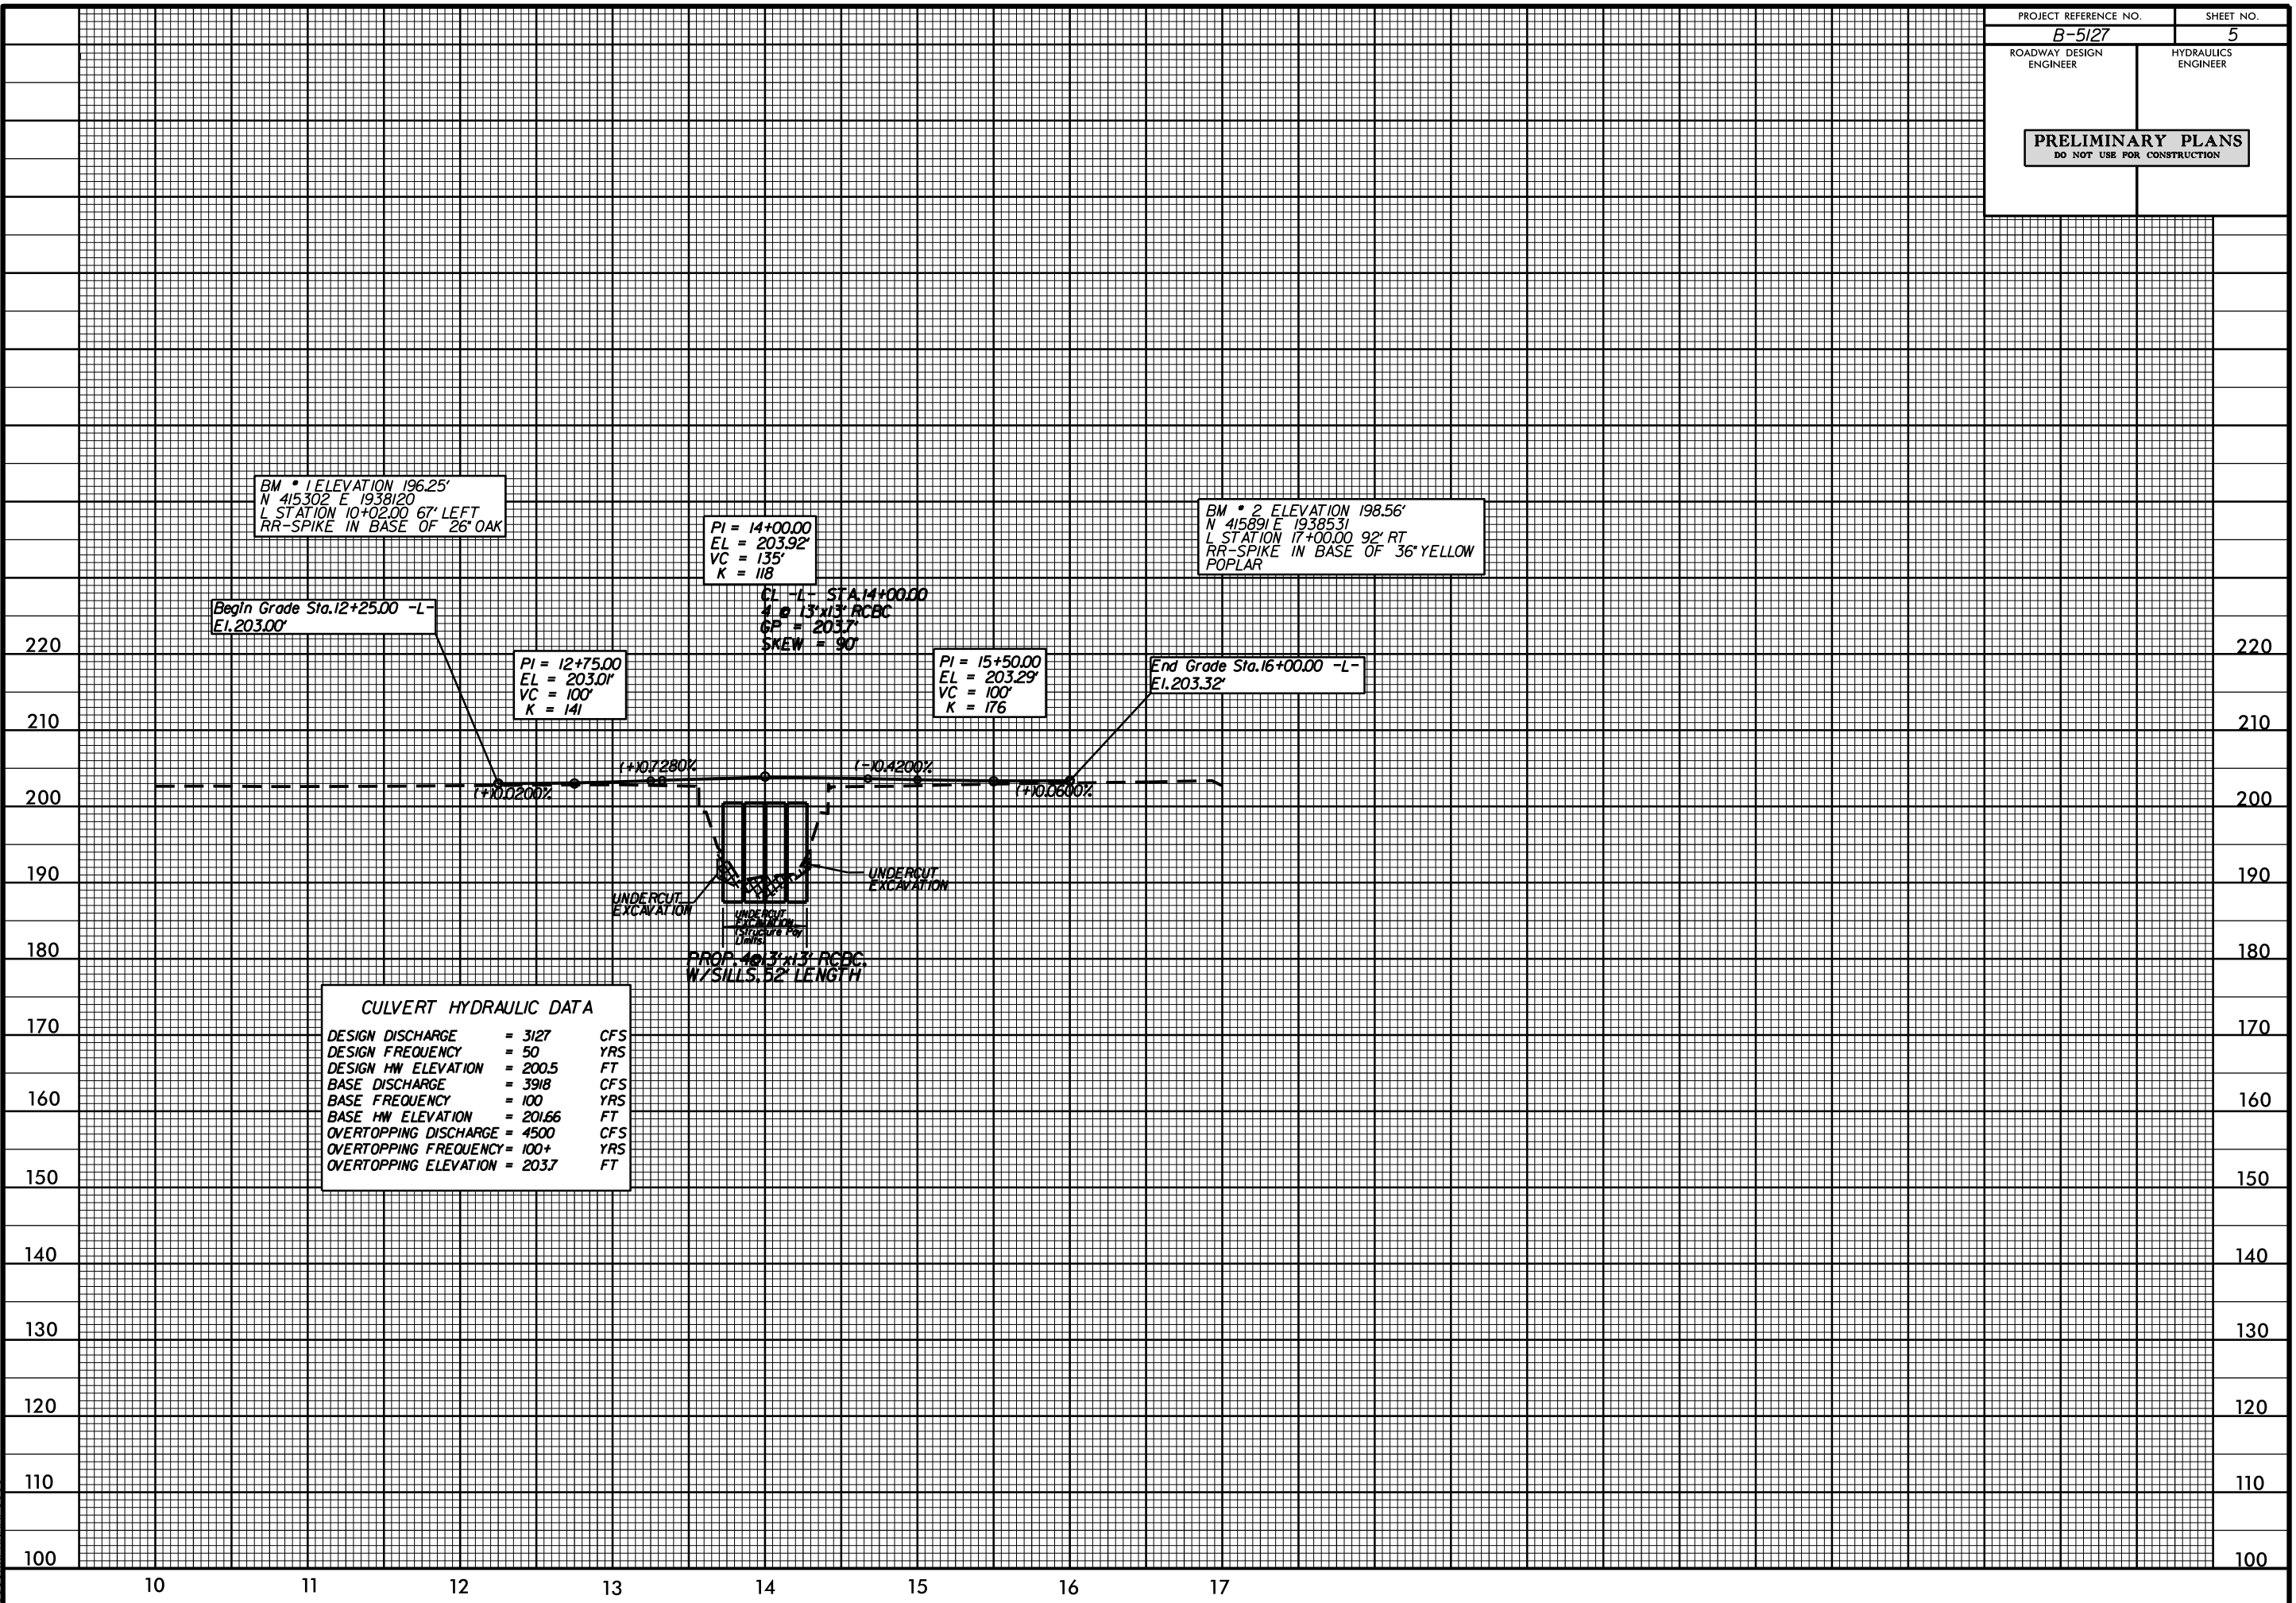 PROJECT REFERENCE NO.
SHEET NO.
B-5127
5
ROADWAY DESIGN
ENGINEER
HYDRAULICS
ENGINEER
PRELIMINARY PLANS
DO NOT USE FOR CONSTRUCTION
BM # 1 ELEVATION 196.25'
N 415302 E 1938120
L STATION 10+02.00 67' LEFT
RR-SPIKE IN BASE OF 26" OAK
BM # 2 ELEVATION 198.56'
N 415891 E 1938531
L STATION 17+00.00 92' RT
RR-SPIKE IN BASE OF 36" YELLOW
POPLAR
PI = 14+00.00
EL = 203.92'
VC = 135'
K = 118
CL -L- STA.14+00.00
4 @ 13'x13' RCBC
GP = 203.7'
SKEW = 90°
Begin Grade Sta.12+25.00 -L-
El.203.00'
PI = 12+75.00
EL = 203.01'
VC = 100'
K = 141
PI = 15+50.00
EL = 203.29'
VC = 100'
K = 176
End Grade Sta.16+00.00 -L-
El.203.32'
(+)0.0200%
(+)0.7280%
(-)0.4200%
(+)0.0600%
UNDERCUT
EXCAVATION
UNDERCUT
EXCAVATION
UNDERCUT
EXCAVATION
(Structure Pay
Limits)
PROP. 4@13'x13' RCBC.
W/SILLS, 52' LENGTH
CULVERT HYDRAULIC DATA
DESIGN DISCHARGE = 3127 CFS
DESIGN FREQUENCY = 50 YRS
DESIGN HW ELEVATION = 200.5 FT
BASE DISCHARGE = 3918 CFS
BASE FREQUENCY = 100 YRS
BASE HW ELEVATION = 201.66 FT
OVERTOPPING DISCHARGE = 4500 CFS
OVERTOPPING FREQUENCY = 100+ YRS
OVERTOPPING ELEVATION = 203.7 FT
220 220
210 210
200 200
190 190
180 180
170 170
160 160
150 150
140 140
130 130
120 120
110 110
100 100
10 11 12 13 14 15 16 17